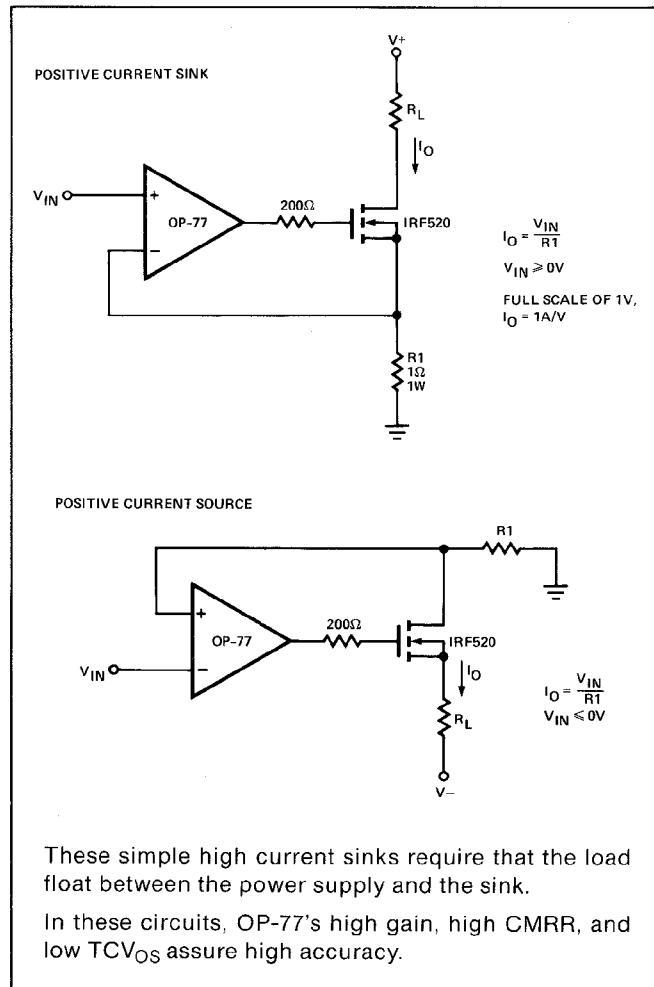 POSITIVE CURRENT SINK
V+
RL
IO
VIN
+
OP-77
−
200Ω
IRF520
IO = VIN/R1
VIN ⩾ 0V
FULL SCALE OF 1V,
IO = 1A/V
R1
1Ω
1W
POSITIVE CURRENT SOURCE
R1
+
OP-77
−
VIN
200Ω
IRF520
IO
RL
V−
IO = VIN/R1
VIN ⩽ 0V
These simple high current sinks require that the load
float between the power supply and the sink.
In these circuits, OP-77's high gain, high CMRR, and
low TCVOS assure high accuracy.